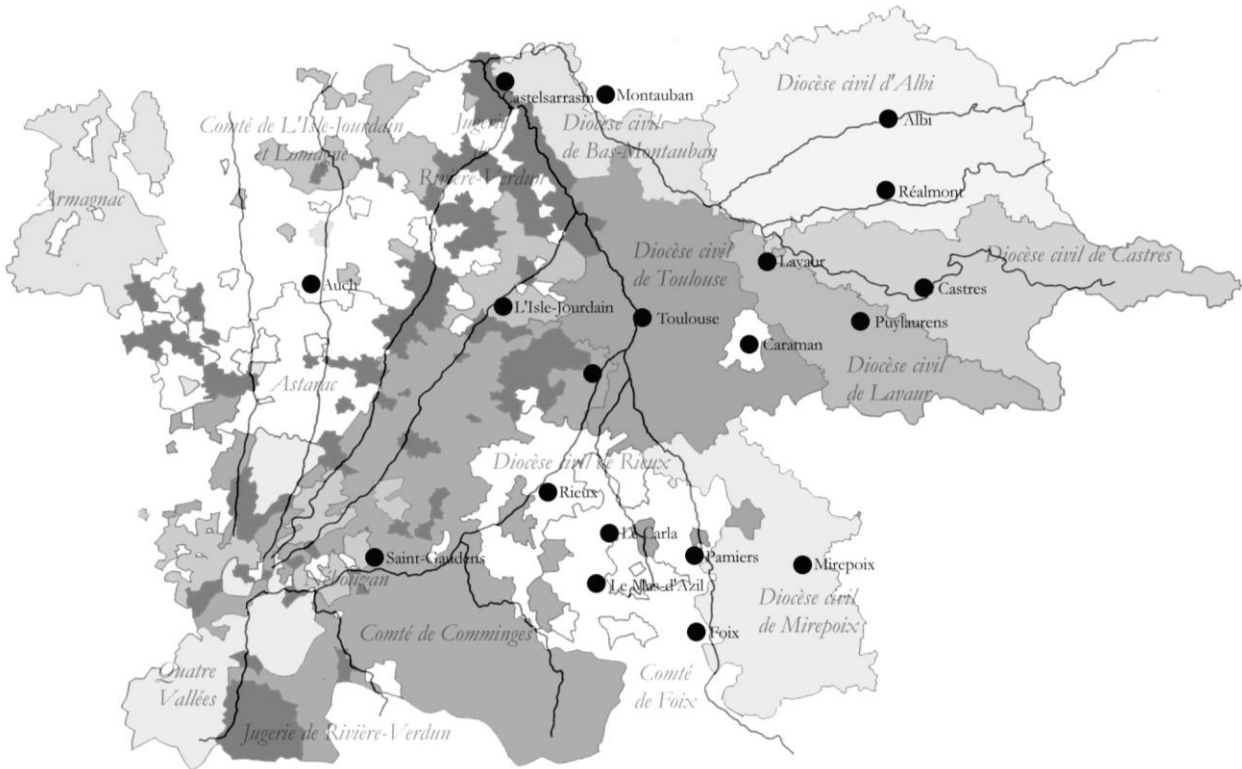 Diocèse civil d'Albi
Castelsarrasin
Montauban
Comté de L'Isle-Jourdain
et Lomagne
Jugerie
de
Rivière-Verdun
Diocèse civil
de Bas-Montauban
Albi
Armagnac
Réalmont
Diocèse civil
de Toulouse
Lavaur
Diocèse civil de Castres
Auch
Castres
L'Isle-Jourdain
Toulouse
Puylaurens
Caraman
Diocèse civil
de Lavaur
Astarac
Diocèse civil de Rieux
Rieux
Le Carla
Saint-Gaudens
Pamiers
Mirepoix
Nébouzan
Le Mas-d'Azil
Diocèse civil
de Mirepoix
Comté de Comminges
Foix
Quatre
Vallées
Comté
de Foix
Jugerie de Rivière-Verdun